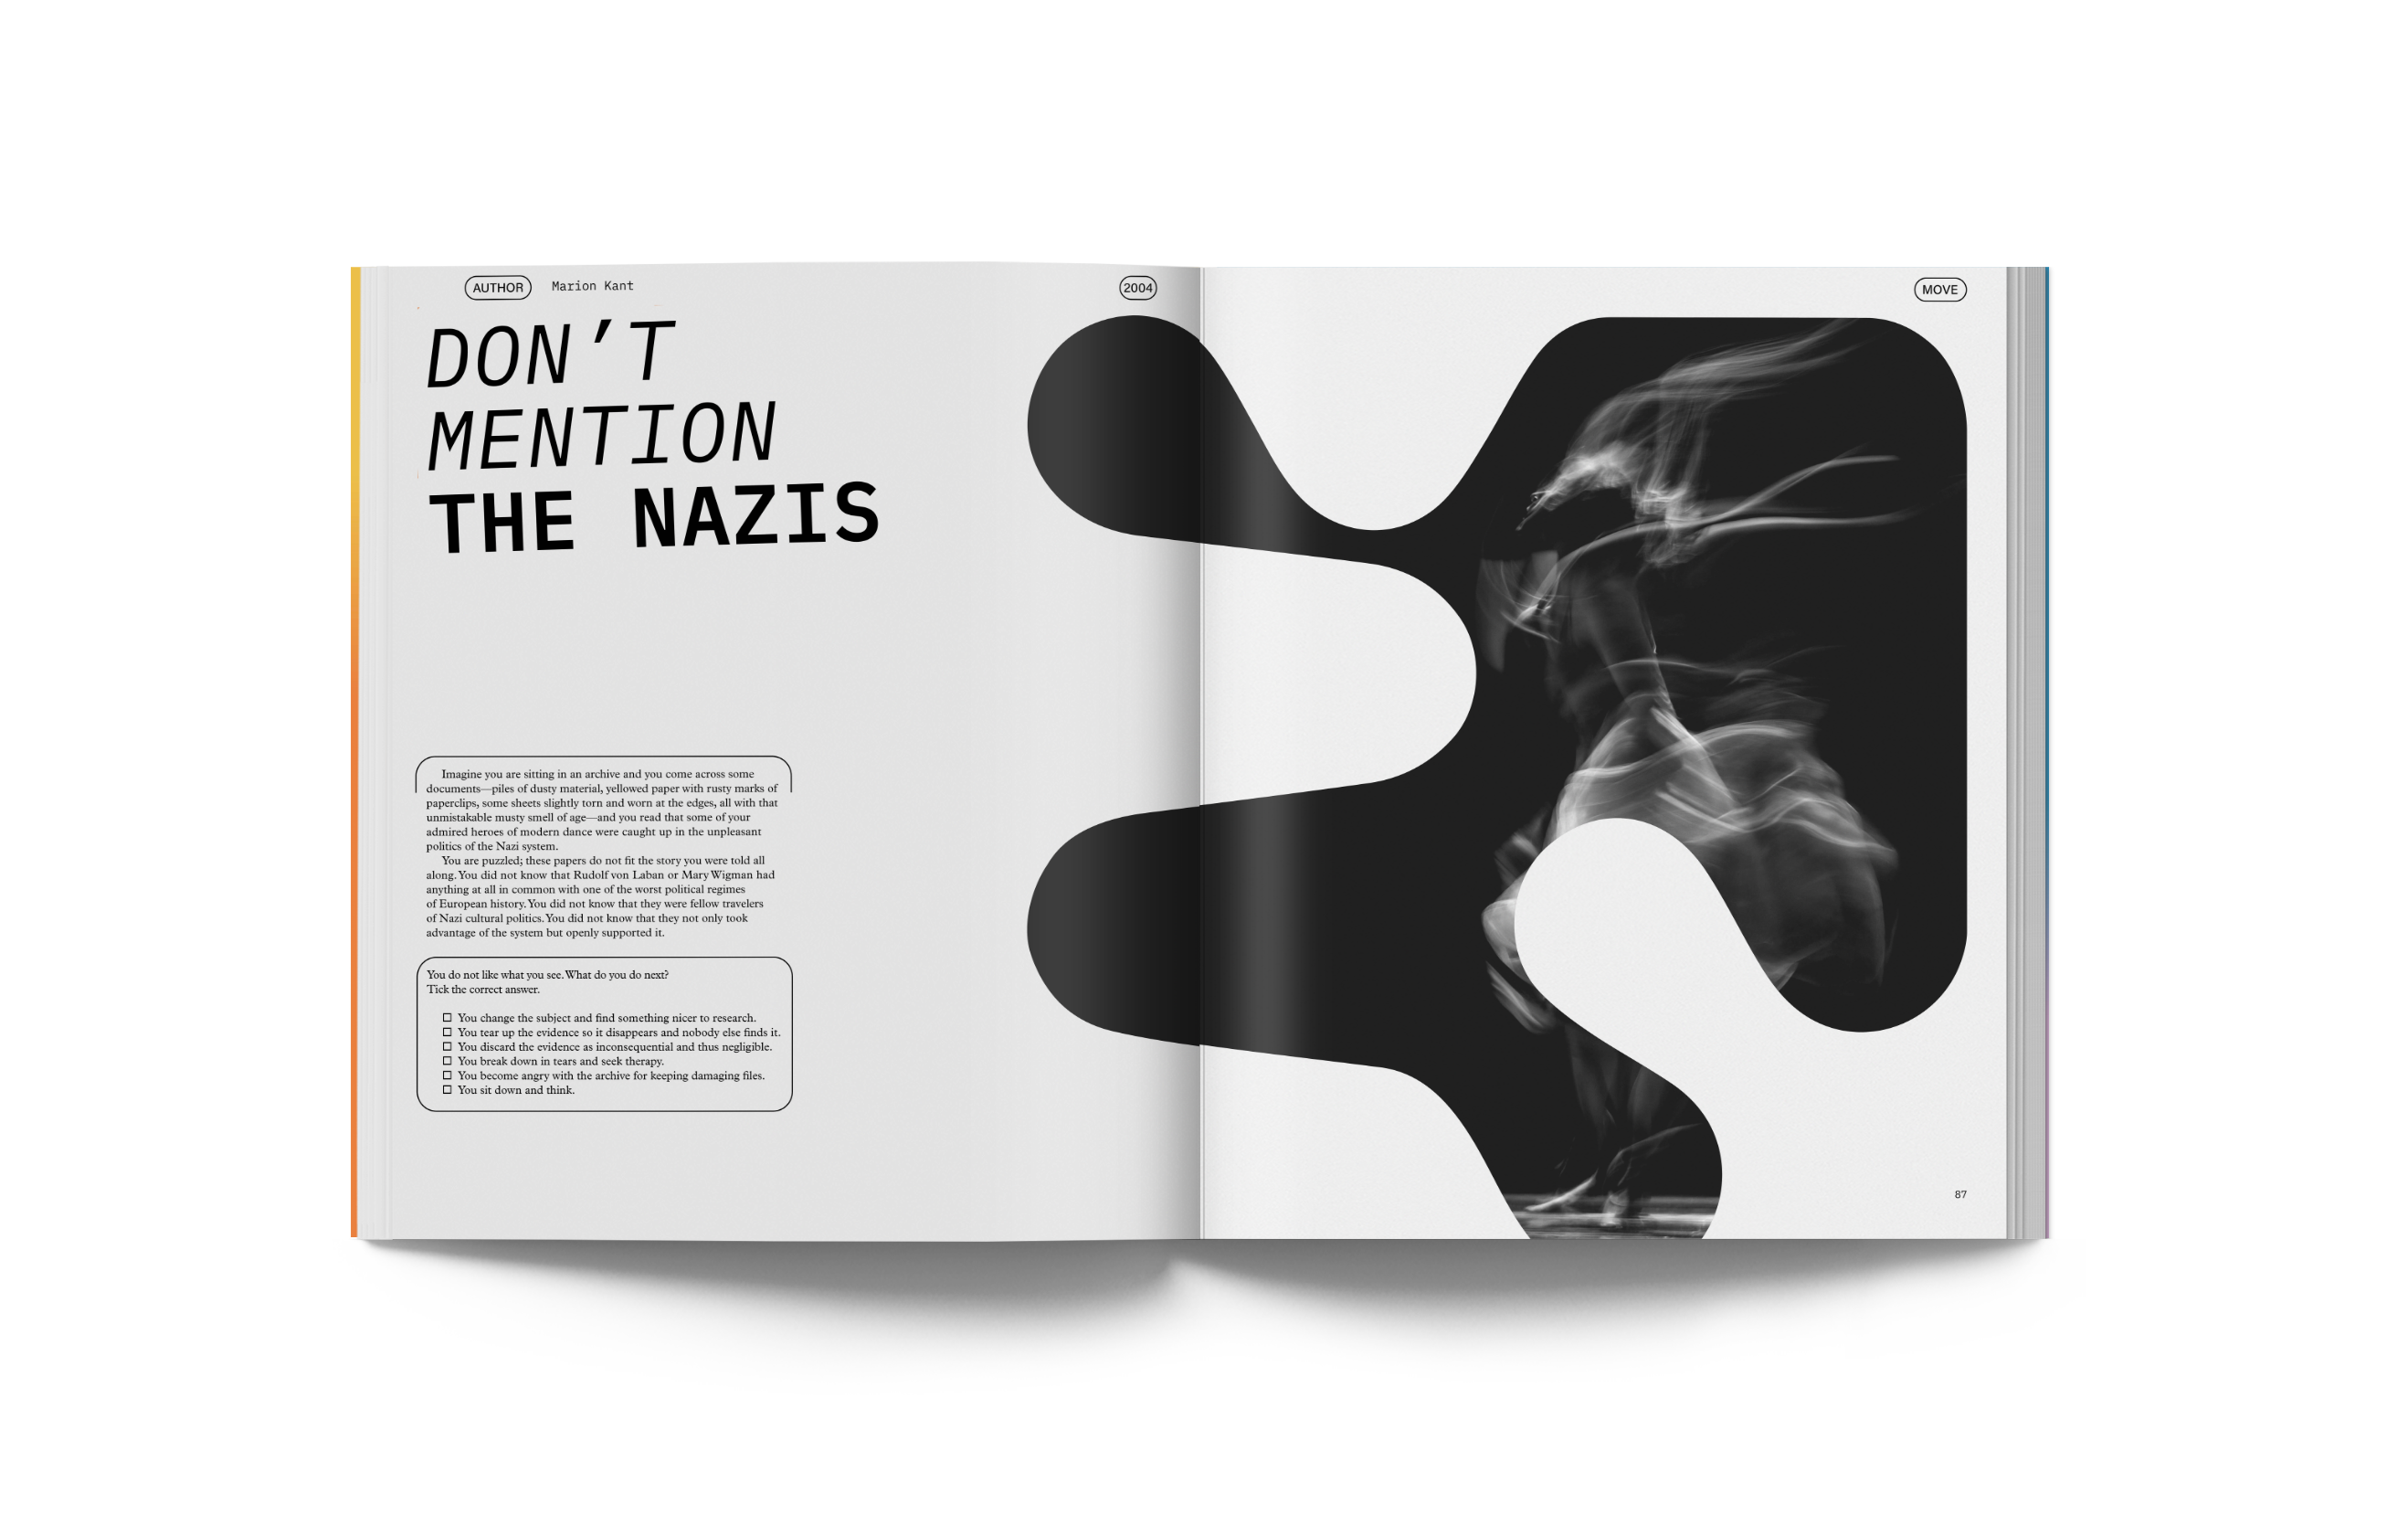 AUTHOR Marion Kant 2004 MOVE
DON’T
MENTION
THE NAZIS
Imagine you are sitting in an archive and you come across some
documents—piles of dusty material, yellowed paper with rusty marks of
paperclips, some sheets slightly torn and worn at the edges, all with that
unmistakable musty smell of age—and you read that some of your
admired heroes of modern dance were caught up in the unpleasant
politics of the Nazi system.
You are puzzled; these papers do not fit the story you were told all
along. You did not know that Rudolf von Laban or Mary Wigman had
anything at all in common with one of the worst political regimes
of European history. You did not know that they were fellow travelers
of Nazi cultural politics. You did not know that they not only took
advantage of the system but openly supported it.
You do not like what you see. What do you do next?
Tick the correct answer.
☐ You change the subject and find something nicer to research.
☐ You tear up the evidence so it disappears and nobody else finds it.
☐ You discard the evidence as inconsequential and thus negligible.
☐ You break down in tears and seek therapy.
☐ You become angry with the archive for keeping damaging files.
☐ You sit down and think.
87